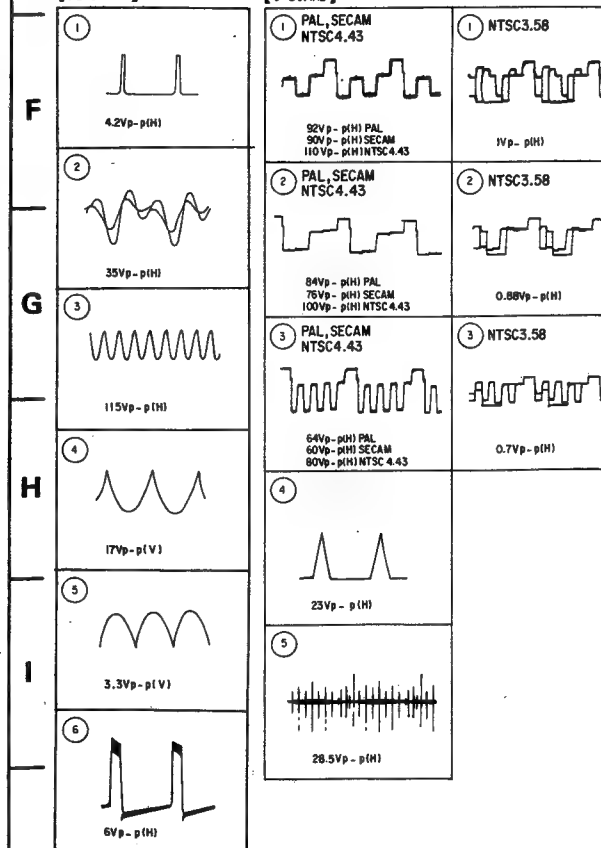 F
G
H
I
1
4.2Vp-p(H)
2
35Vp-p(H)
3
115Vp-p(H)
4
17Vp-p(V)
5
3.3Vp-p(V)
6
6Vp-p(H)
1 PAL,SECAM
NTSC4.43
92Vp-p(H) PAL
90Vp-p(H) SECAM
110Vp-p(H) NTSC4.43
2 PAL,SECAM
NTSC4.43
84Vp-p(H) PAL
76Vp-p(H) SECAM
100Vp-p(H) NTSC4.43
3 PAL,SECAM
NTSC4.43
64Vp-p(H) PAL
60Vp-p(H) SECAM
80Vp-p(H) NTSC 4.43
4
23Vp-p(H)
5
28.5Vp-p(H)
1 NTSC3.58
1Vp-p(H)
2 NTSC3.58
0.88Vp-p(H)
3 NTSC3.58
0.7Vp-p(H)